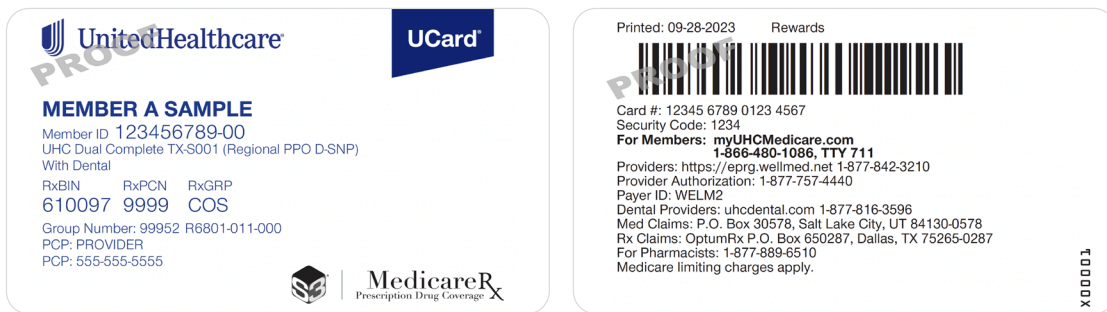 UnitedHealthcare®
UCard®
PROOF
MEMBER A SAMPLE
Member ID 123456789-00
UHC Dual Complete TX-S001 (Regional PPO D-SNP)
With Dental
RxBIN RxPCN RxGRP
610097 9999 COS
Group Number: 99952 R6801-011-000
PCP: PROVIDER
PCP: 555-555-5555
S3
MedicareRx
Prescription Drug Coverage
Printed: 09-28-2023 Rewards
PROOF
Card #: 12345 6789 0123 4567
Security Code: 1234
For Members: myUHCMedicare.com
1-866-480-1086, TTY 711
Providers: https://eprg.wellmed.net 1-877-842-3210
Provider Authorization: 1-877-757-4440
Payer ID: WELM2
Dental Providers: uhcdental.com 1-877-816-3596
Med Claims: P.O. Box 30578, Salt Lake City, UT 84130-0578
Rx Claims: OptumRx P.O. Box 650287, Dallas, TX 75265-0287
For Pharmacists: 1-877-889-6510
Medicare limiting charges apply.
X00001